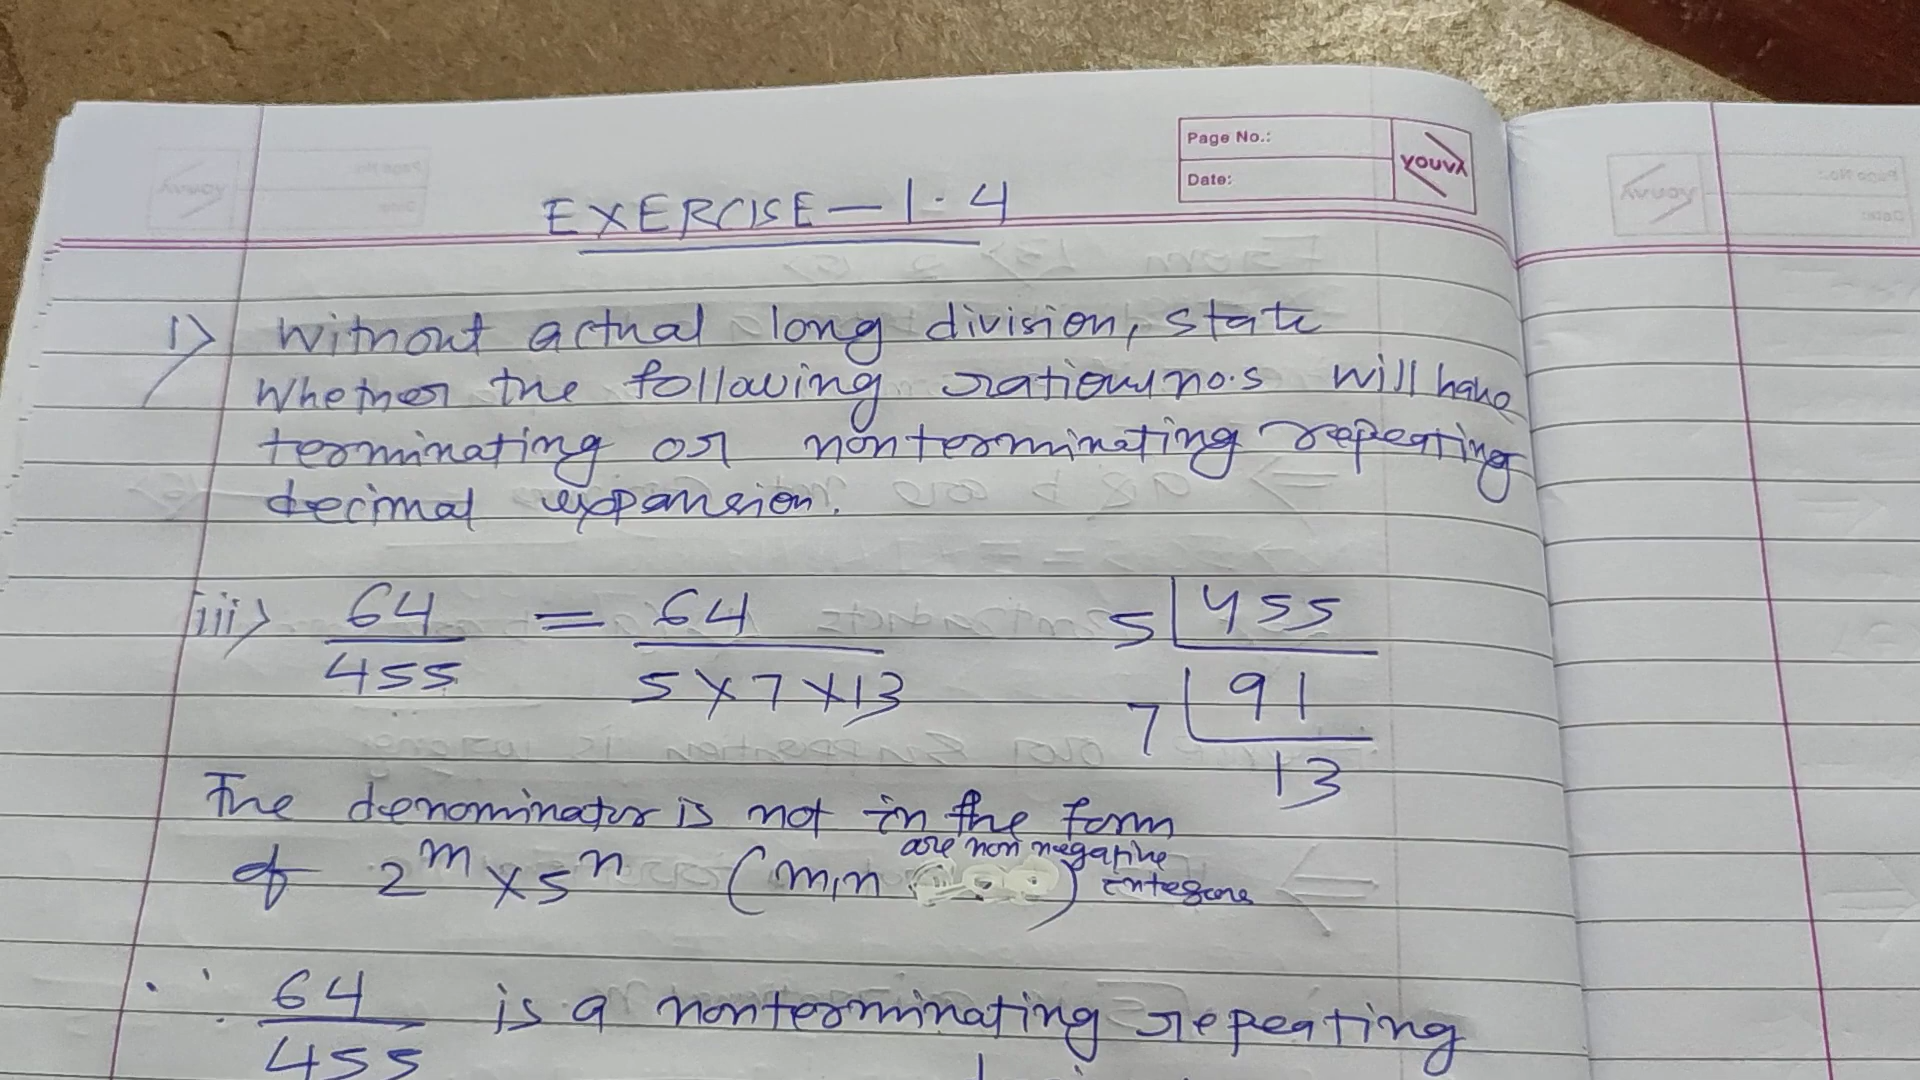 Page No.:
Date:
YOUVA
EXERCISE – 1.4
1) Without actual long division, state
Whether the following rational no.s will have
terminating or nonterminating repeating
decimal expansion.
iii) 64/455 = 64/5×7×13
5 | 455
7 | 91
13
The denominator is not in the form
of 2^m × 5^n (m,n are non negative integers)
∴ 64/455 is a nonterminating repeating